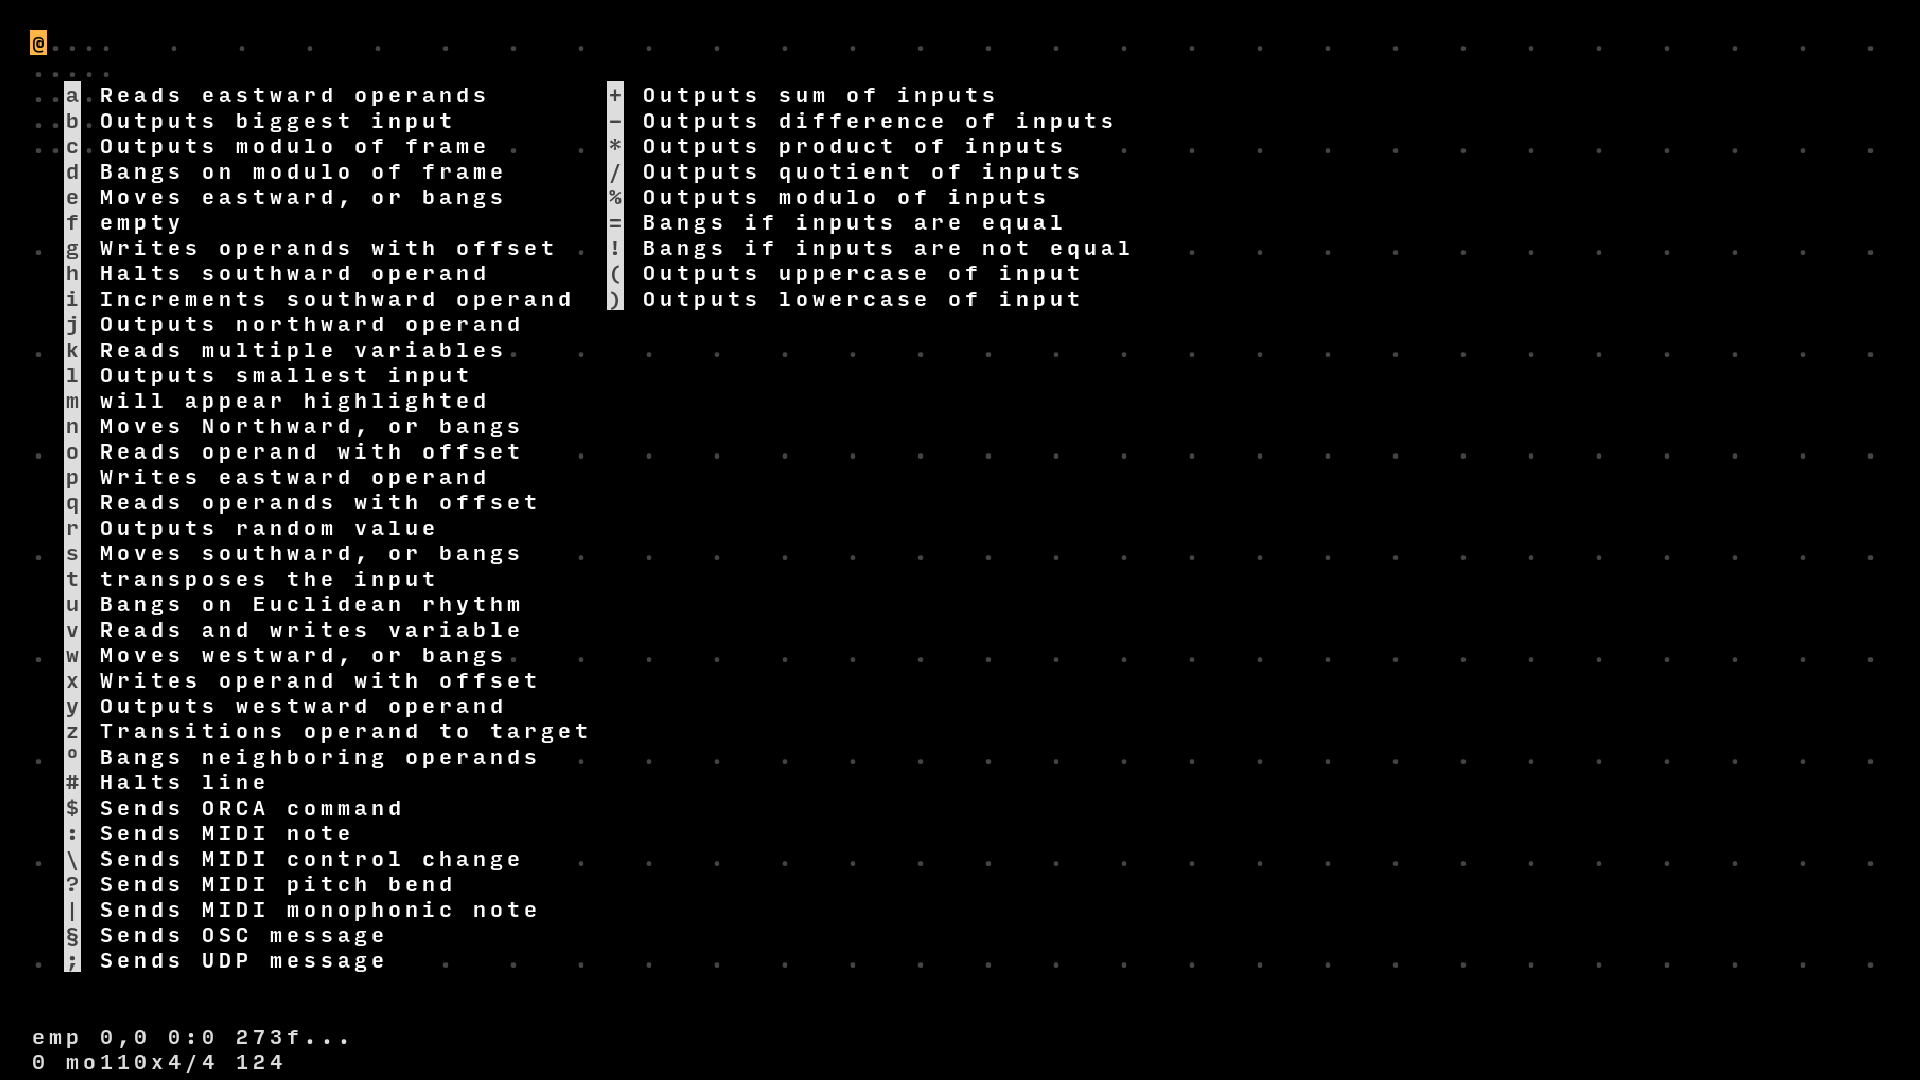 @
a Reads eastward operands
b Outputs biggest input
c Outputs modulo of frame
d Bangs on modulo of frame
e Moves eastward, or bangs
f empty
g Writes operands with offset
h Halts southward operand
i Increments southward operand
j Outputs northward operand
k Reads multiple variables
l Outputs smallest input
m will appear highlighted
n Moves Northward, or bangs
o Reads operand with offset
p Writes eastward operand
q Reads operands with offset
r Outputs random value
s Moves southward, or bangs
t transposes the input
u Bangs on Euclidean rhythm
v Reads and writes variable
w Moves westward, or bangs
x Writes operand with offset
y Outputs westward operand
z Transitions operand to target
º Bangs neighboring operands
# Halts line
$ Sends ORCA command
: Sends MIDI note
\ Sends MIDI control change
? Sends MIDI pitch bend
| Sends MIDI monophonic note
§ Sends OSC message
; Sends UDP message
+ Outputs sum of inputs
− Outputs difference of inputs
* Outputs product of inputs
/ Outputs quotient of inputs
% Outputs modulo of inputs
= Bangs if inputs are equal
! Bangs if inputs are not equal
( Outputs uppercase of input
) Outputs lowercase of input
emp 0,0 0:0 273f...
0 mo110x4/4 124